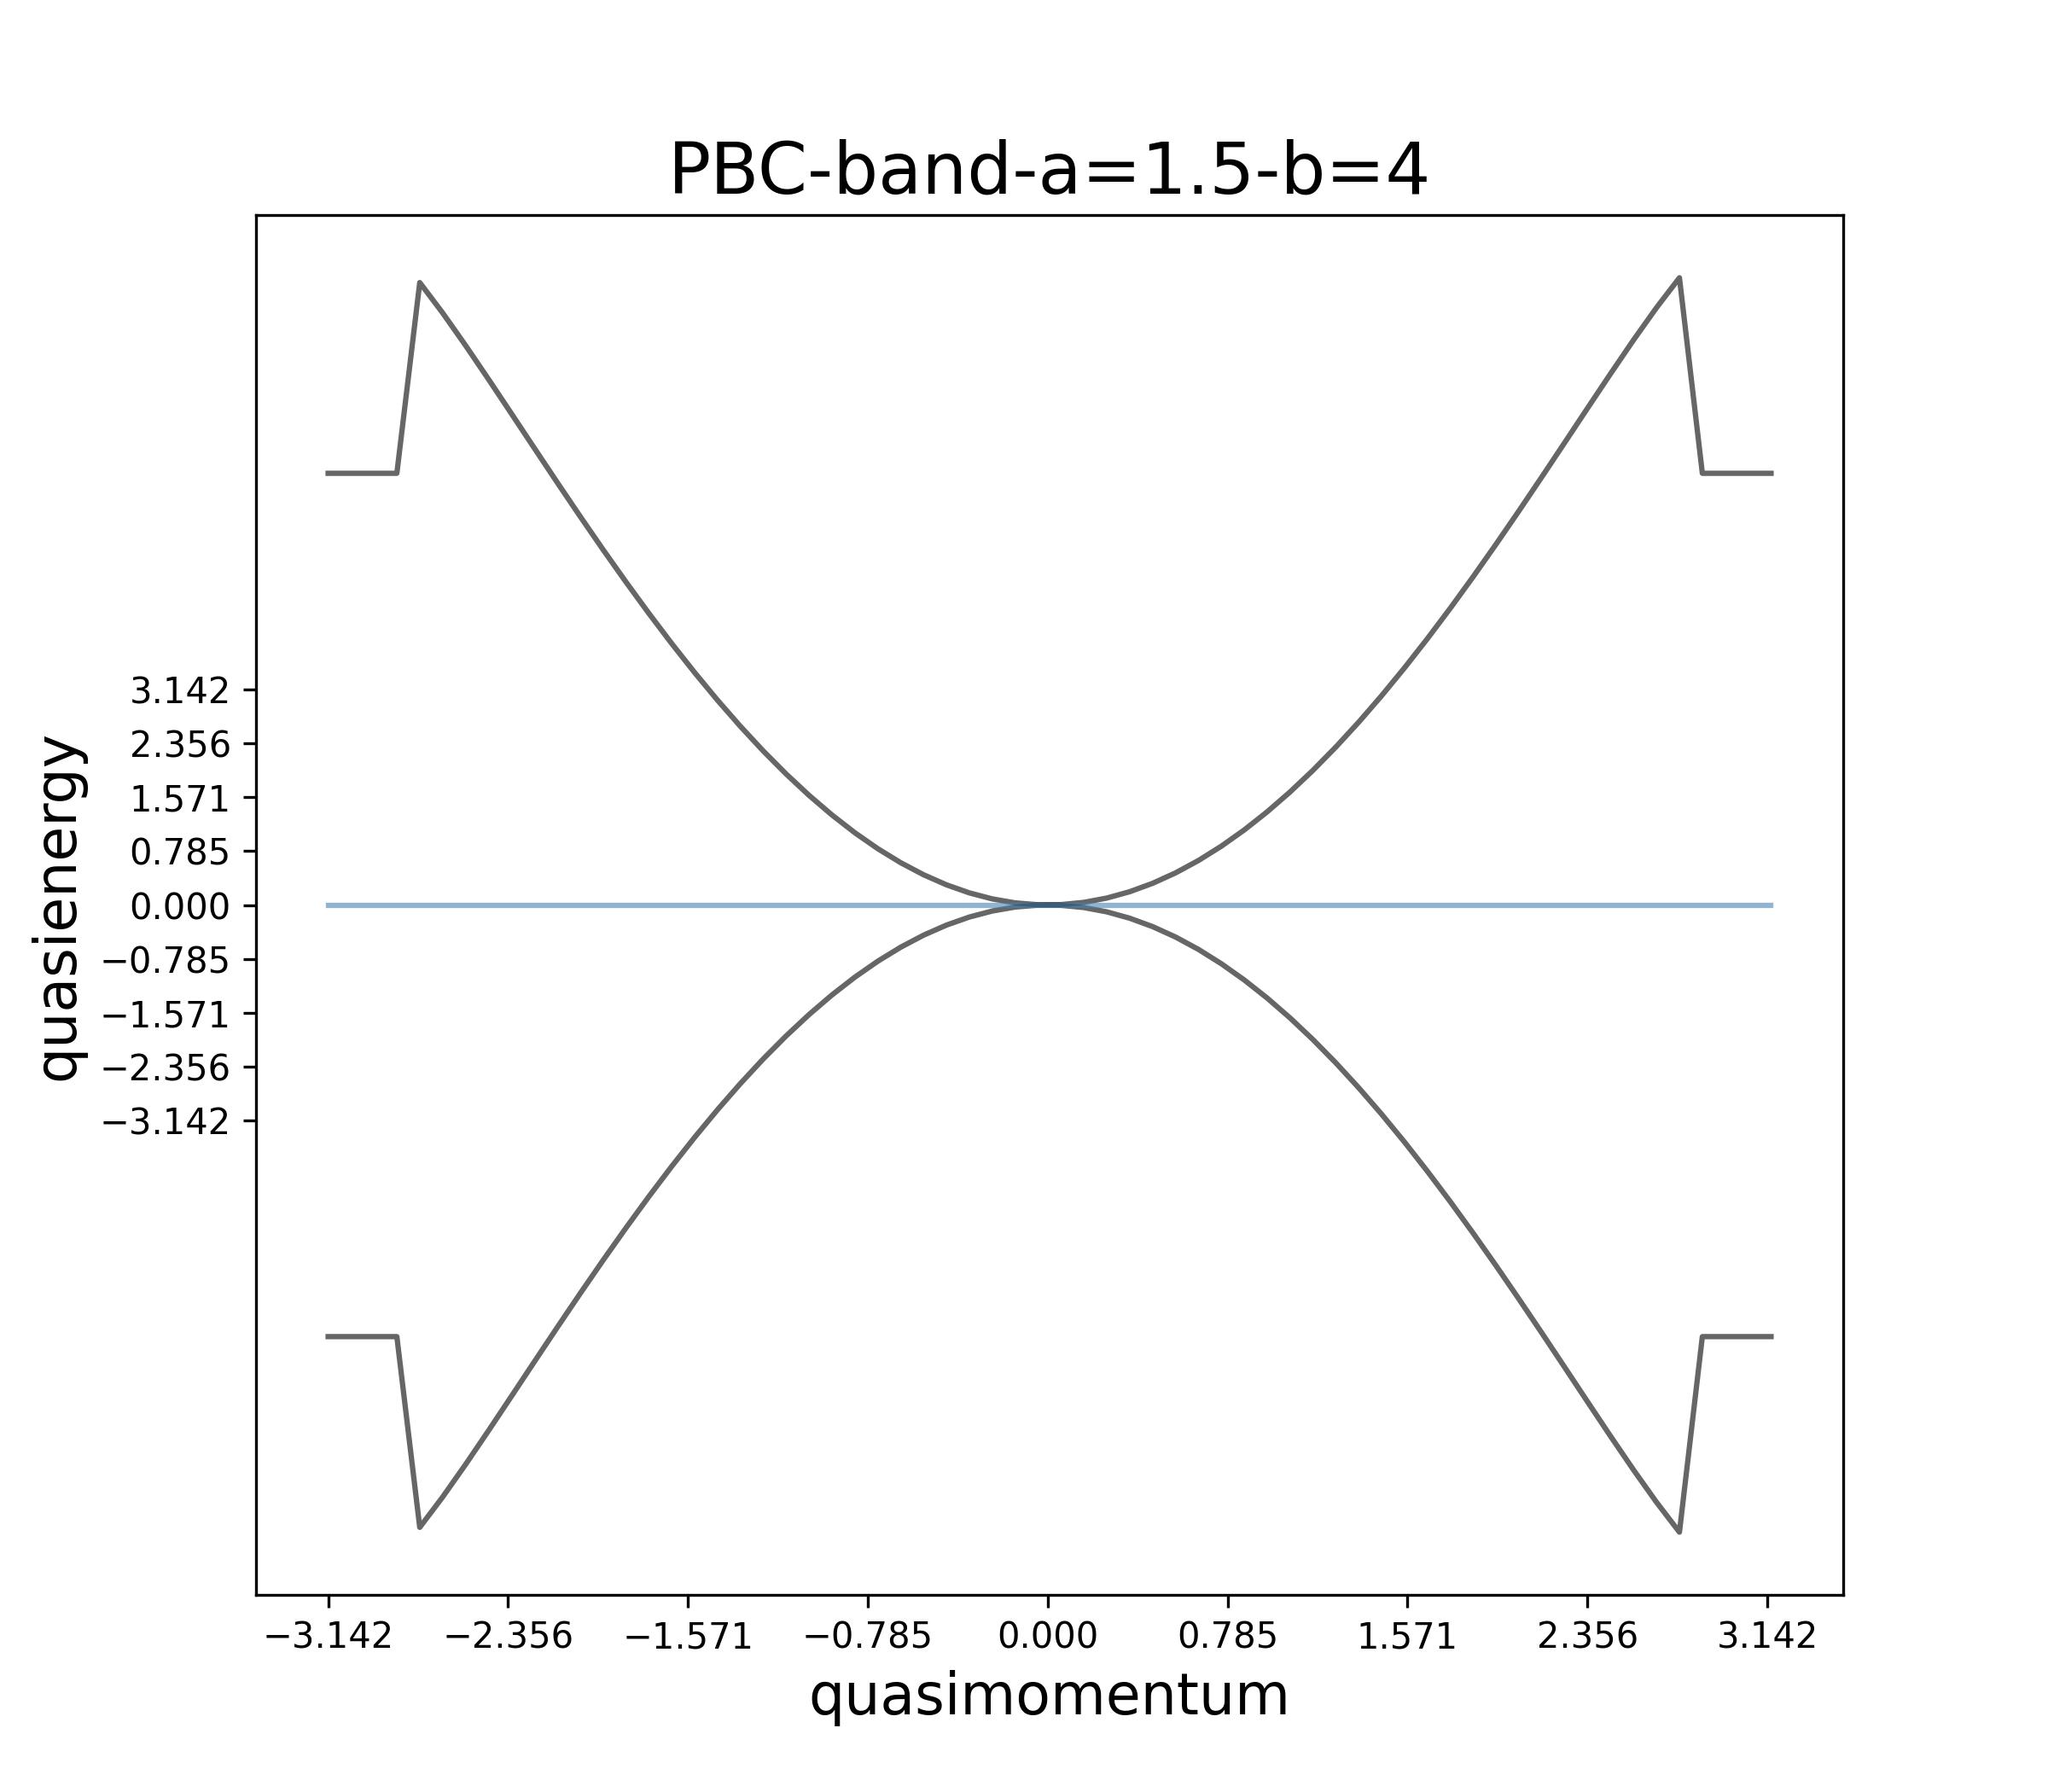 PBC-band-a=1.5-b=4
quasienergy
3.142
2.356
1.571
0.785
0.000
−0.785
−1.571
−2.356
−3.142
−3.142 −2.356 −1.571 −0.785 0.000 0.785 1.571 2.356 3.142
quasimomentum